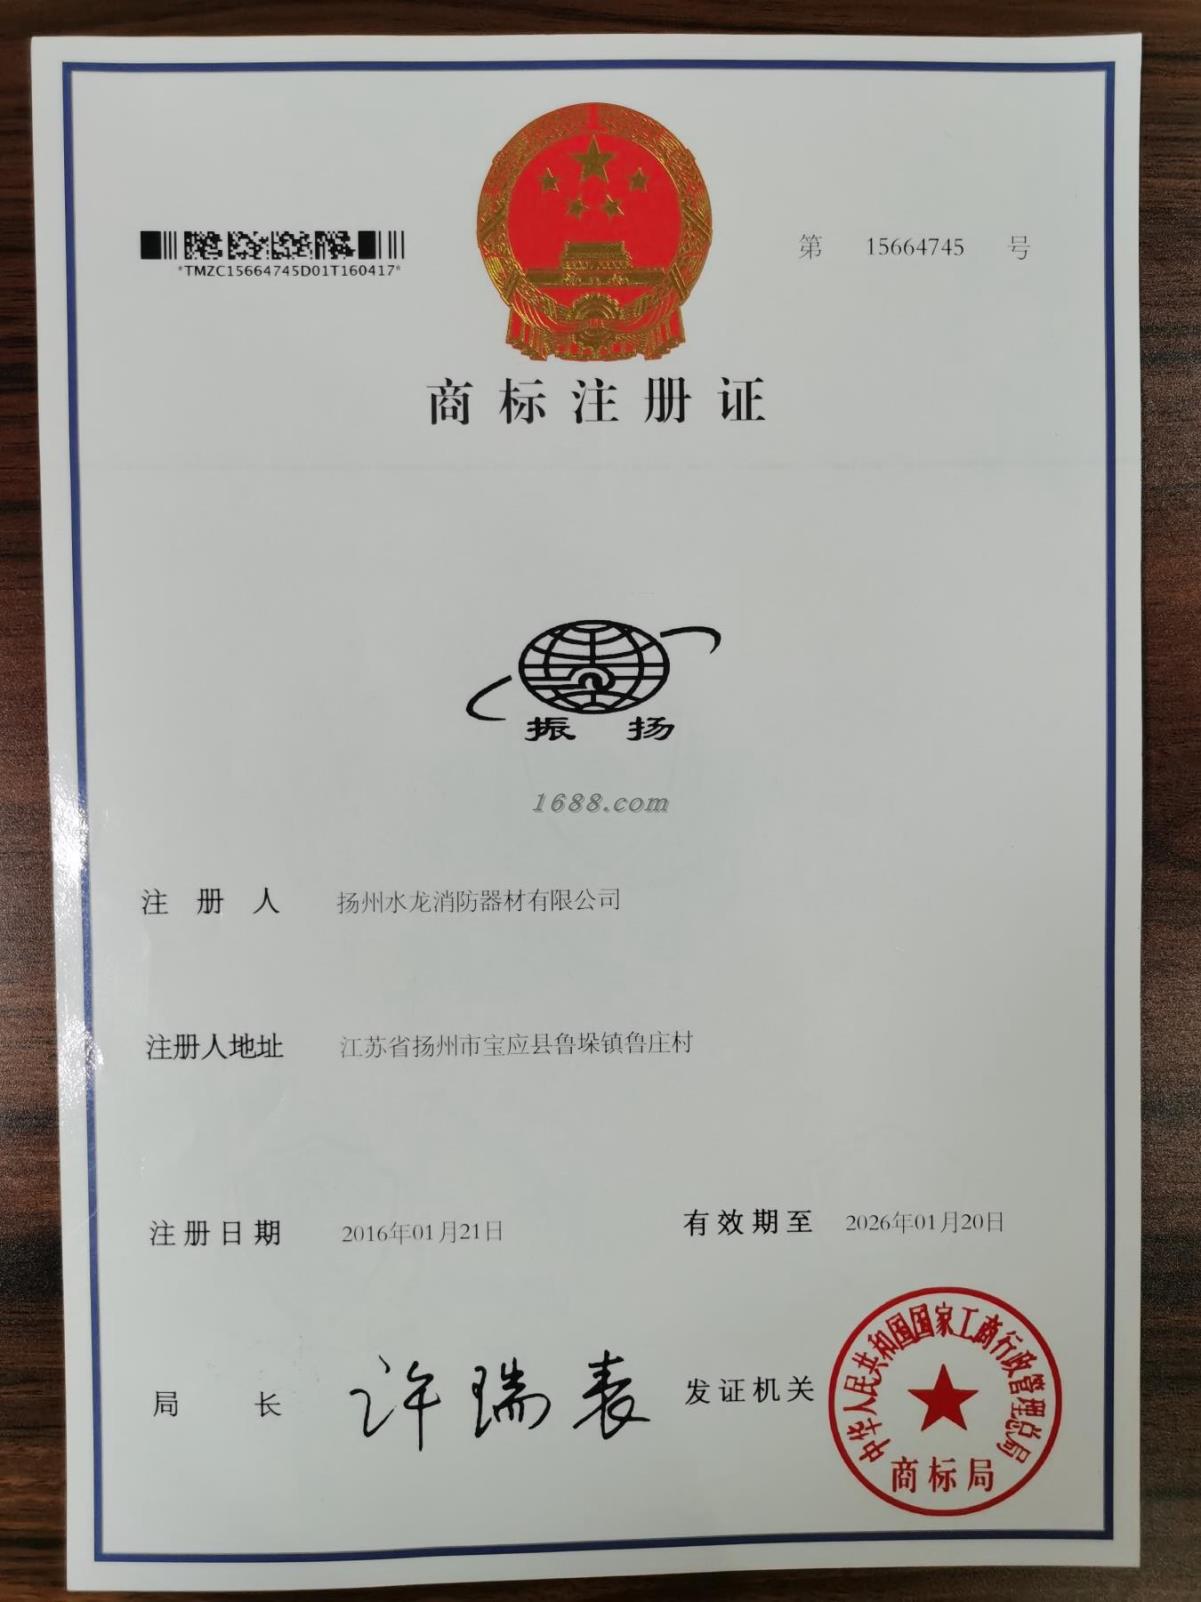 *TMZC15664745D01T160417*
第 15664745 号
商标注册证
振 扬
1688.com
注 册 人 扬州水龙消防器材有限公司
注册人地址 江苏省扬州市宝应县鲁垛镇鲁庄村
注册日期 2016年01月21日 有效期至 2026年01月20日
局 长 许瑞表 发证机关
中华人民共和国国家工商行政管理总局
商标局